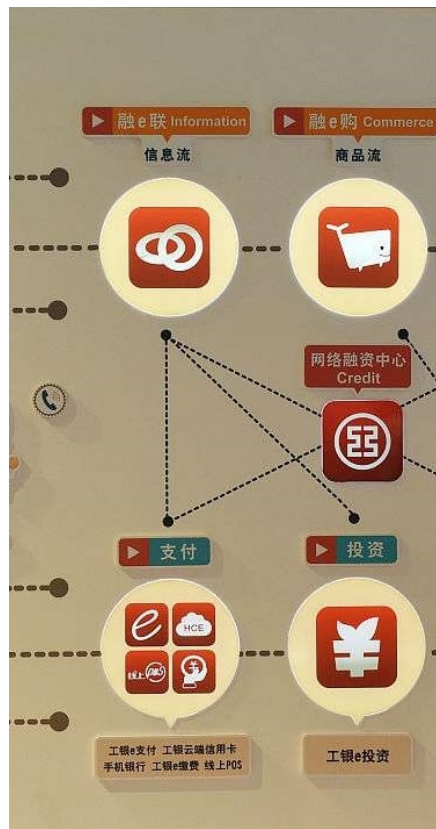 融e联 Information
融e购 Commerce
信息流
商品流
网络融资中心
Credit
支付
投资
e
HCE
线上POS
工银e支付 工银云端信用卡
手机银行 工银e缴费 线上POS
工银e投资